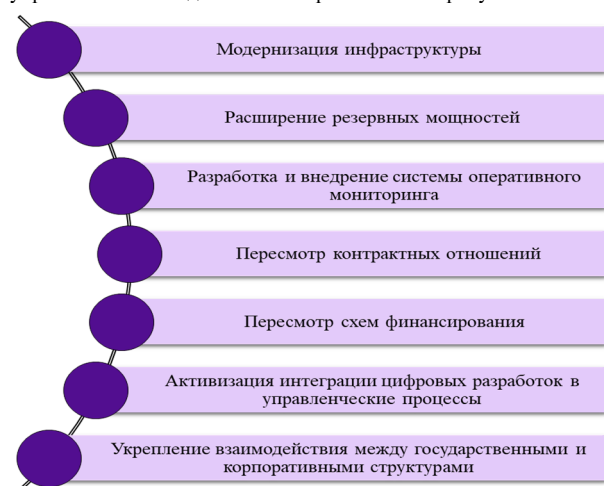 Модернизация инфраструктуры
Расширение резервных мощностей
Разработка и внедрение системы оперативного
мониторинга
Пересмотр контрактных отношений
Пересмотр схем финансирования
Активизация интеграции цифровых разработок в
управленческие процессы
Укрепление взаимодействия между государственными и
корпоративными структурами